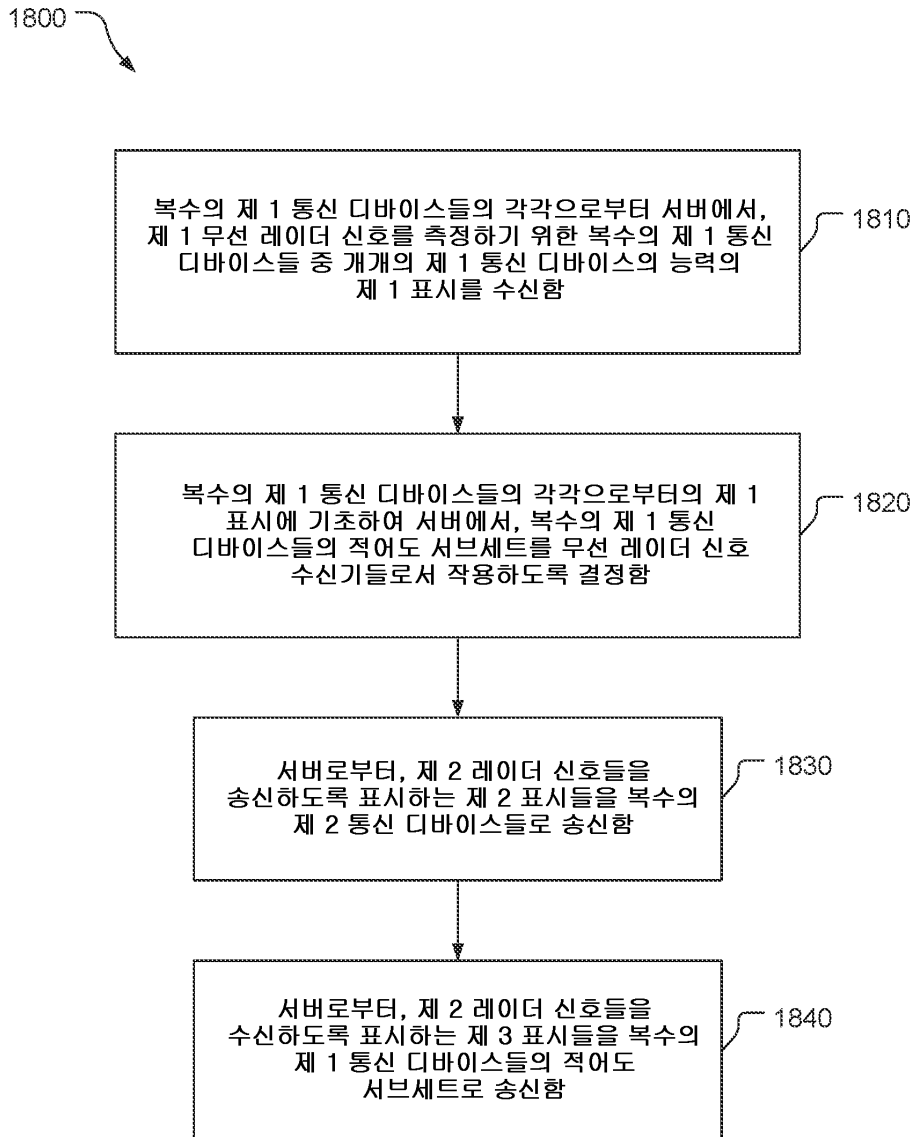 1800
복수의 제 1 통신 디바이스들의 각각으로부터 서버에서,
제 1 무선 레이더 신호를 측정하기 위한 복수의 제 1 통신
디바이스들 중 개개의 제 1 통신 디바이스의 능력의
제 1 표시를 수신함
1810
복수의 제 1 통신 디바이스들의 각각으로부터의 제 1
표시에 기초하여 서버에서, 복수의 제 1 통신
디바이스들의 적어도 서브세트를 무선 레이더 신호
수신기들로서 작용하도록 결정함
1820
서버로부터, 제 2 레이더 신호들을
송신하도록 표시하는 제 2 표시들을 복수의
제 2 통신 디바이스들로 송신함
1830
서버로부터, 제 2 레이더 신호들을
수신하도록 표시하는 제 3 표시들을 복수의
제 1 통신 디바이스들의 적어도
서브세트로 송신함
1840